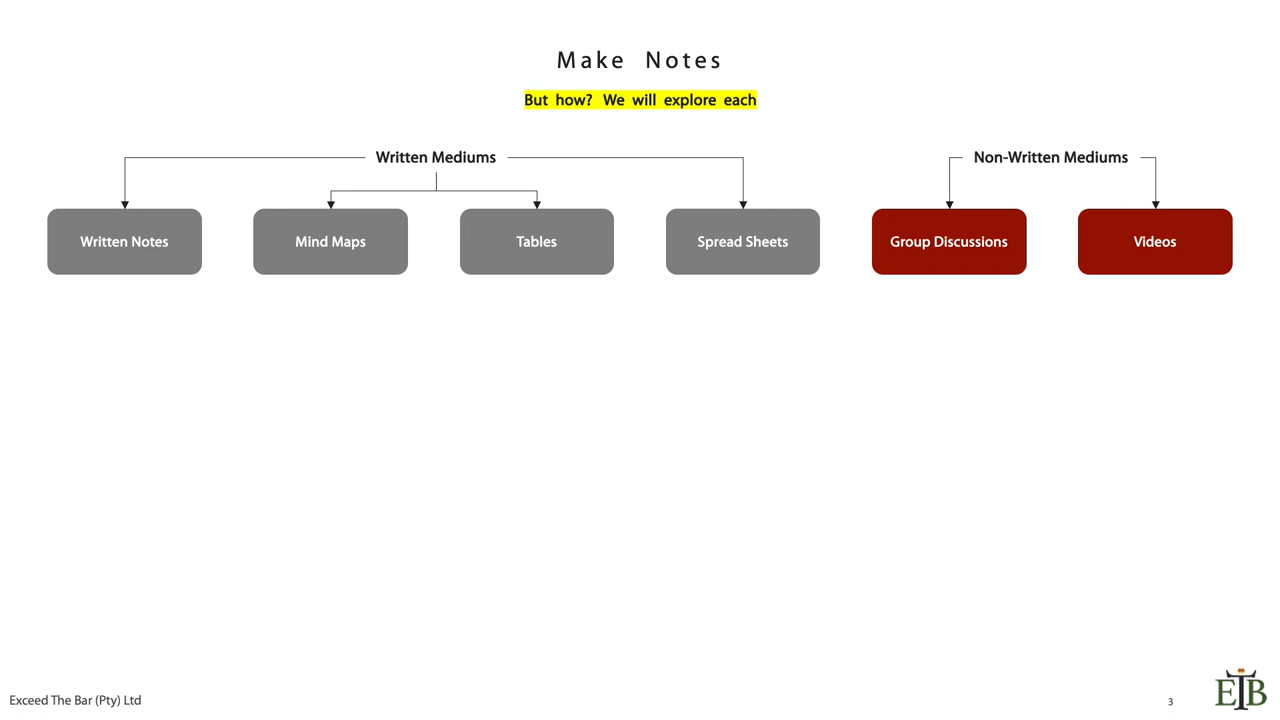 Make Notes
But how? We will explore each
Written Mediums
Non-Written Mediums
Written Notes
Mind Maps
Tables
Spread Sheets
Group Discussions
Videos
Exceed The Bar (Pty) Ltd
3
ETB